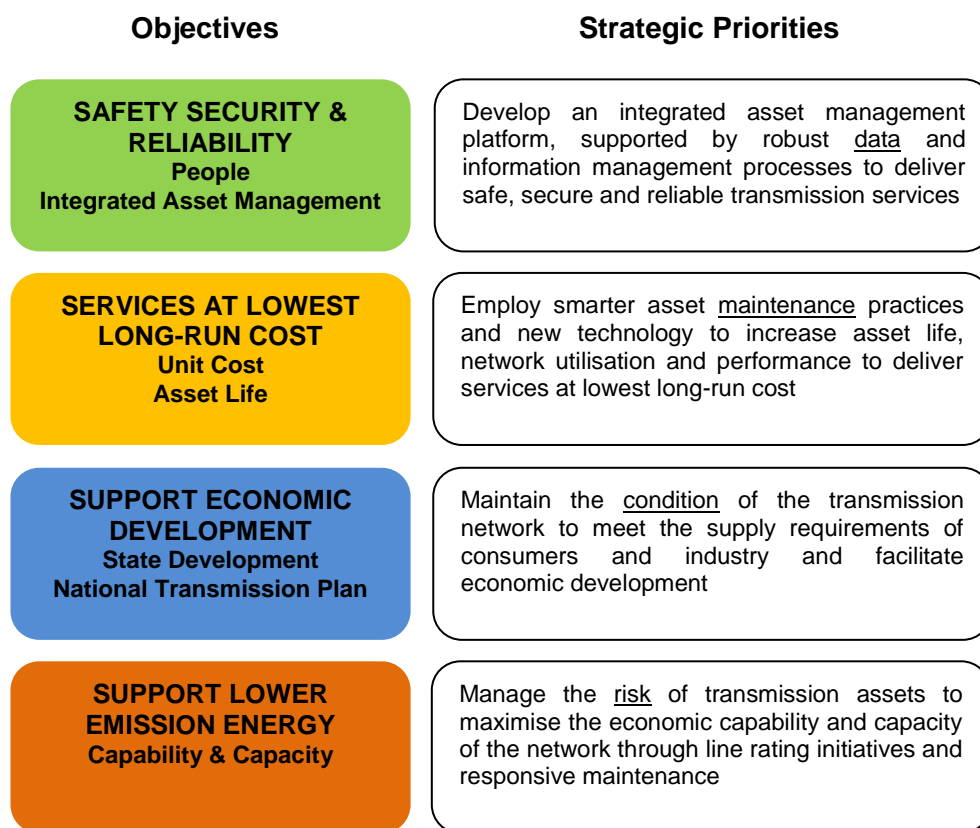 Objectives
Strategic Priorities
SAFETY SECURITY &
RELIABILITY
People
Integrated Asset Management
Develop an integrated asset management
platform, supported by robust data and
information management processes to deliver
safe, secure and reliable transmission services
SERVICES AT LOWEST
LONG-RUN COST
Unit Cost
Asset Life
Employ smarter asset maintenance practices
and new technology to increase asset life,
network utilisation and performance to deliver
services at lowest long-run cost
SUPPORT ECONOMIC
DEVELOPMENT
State Development
National Transmission Plan
Maintain the condition of the transmission
network to meet the supply requirements of
consumers and industry and facilitate
economic development
SUPPORT LOWER
EMISSION ENERGY
Capability & Capacity
Manage the risk of transmission assets to
maximise the economic capability and capacity
of the network through line rating initiatives and
responsive maintenance